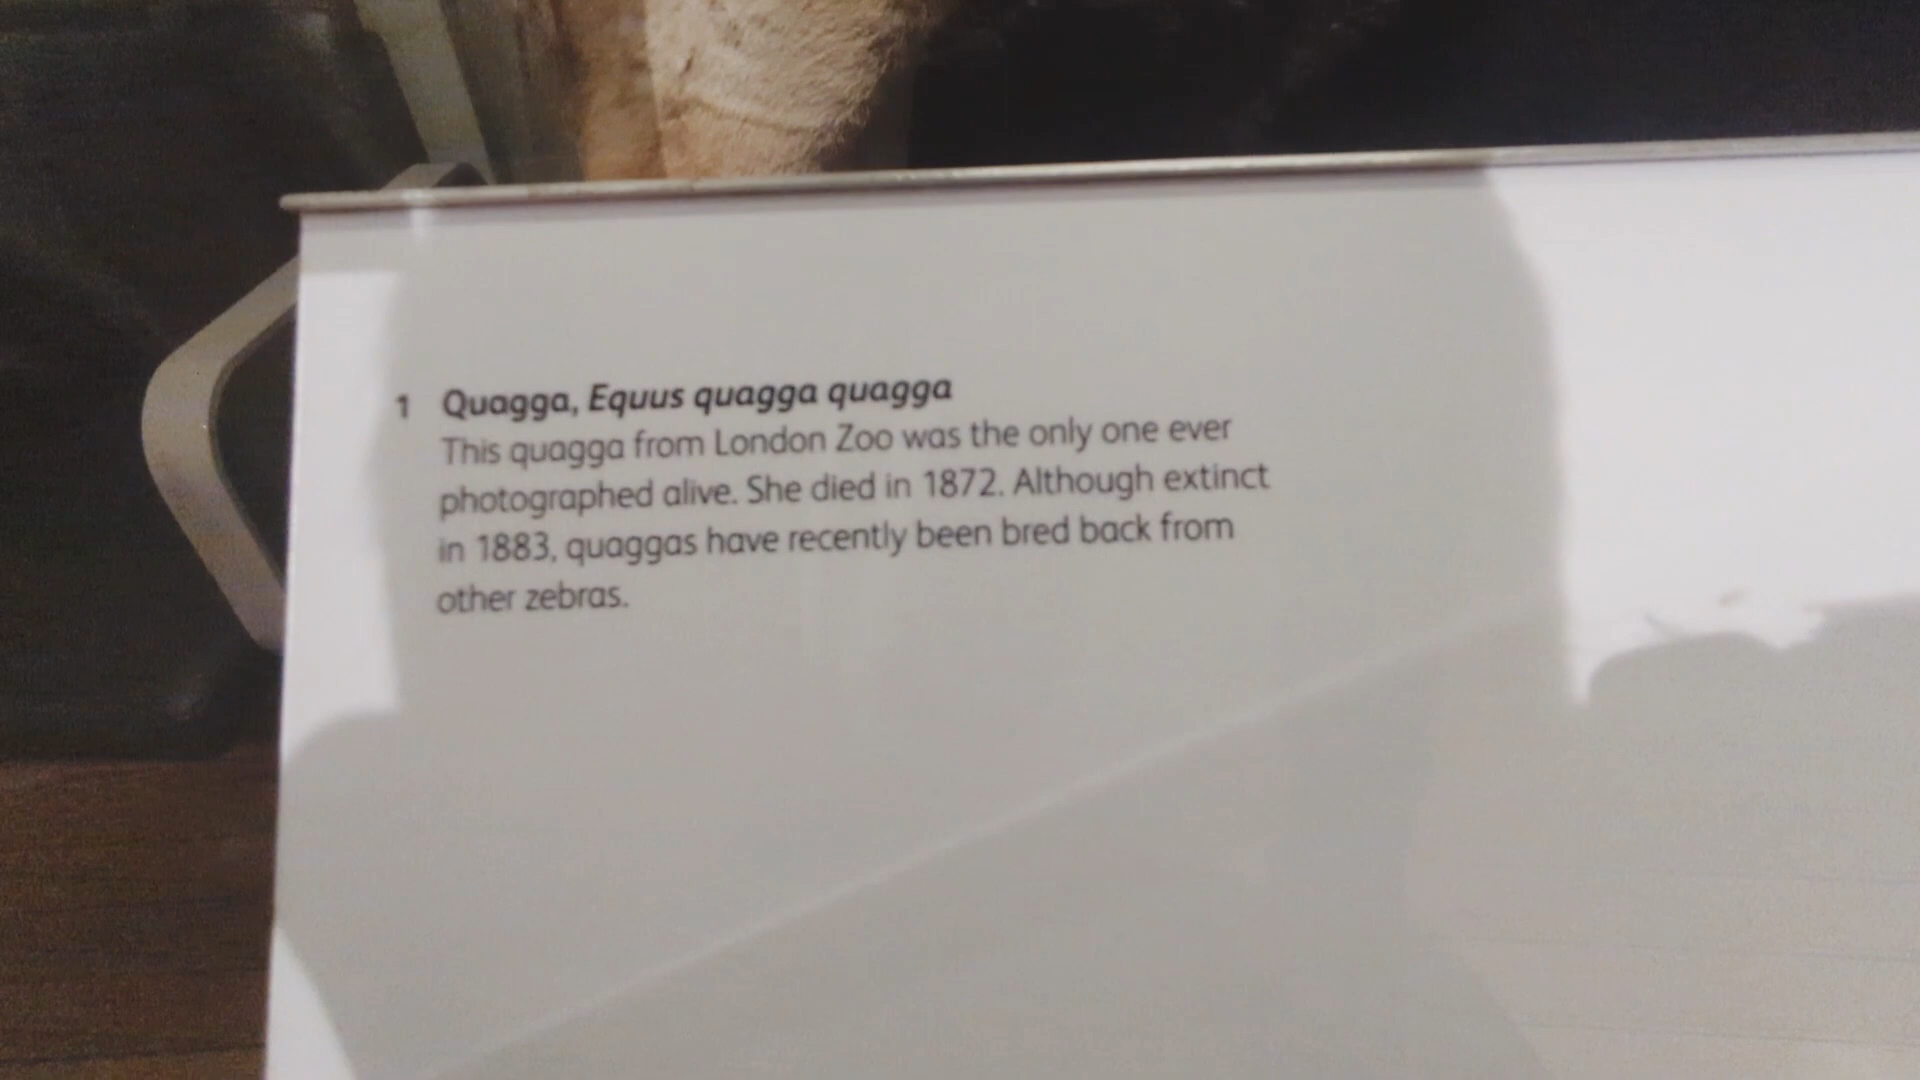 1 Quagga, Equus quagga quagga
This quagga from London Zoo was the only one ever
photographed alive. She died in 1872. Although extinct
in 1883, quaggas have recently been bred back from
other zebras.